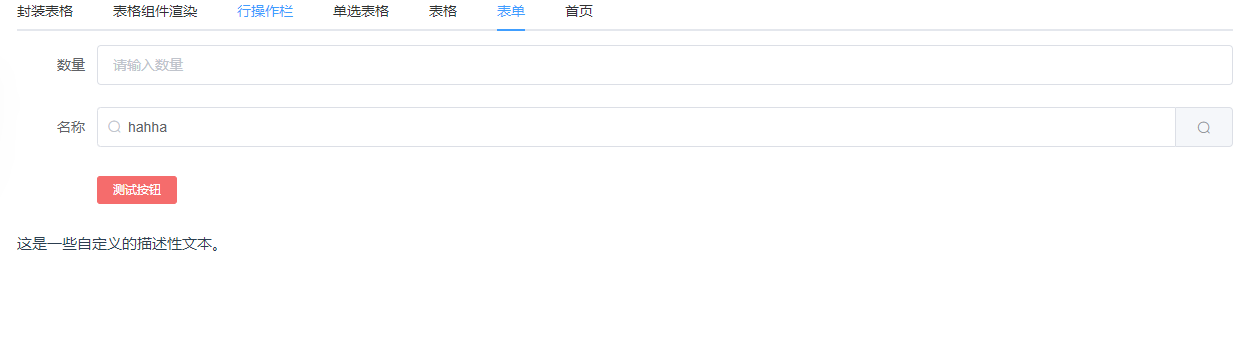 封装表格 表格组件渲染 行操作栏 单选表格 表格 表单 首页
数量 请输入数量
名称 hahha
测试按钮
这是一些自定义的描述性文本。